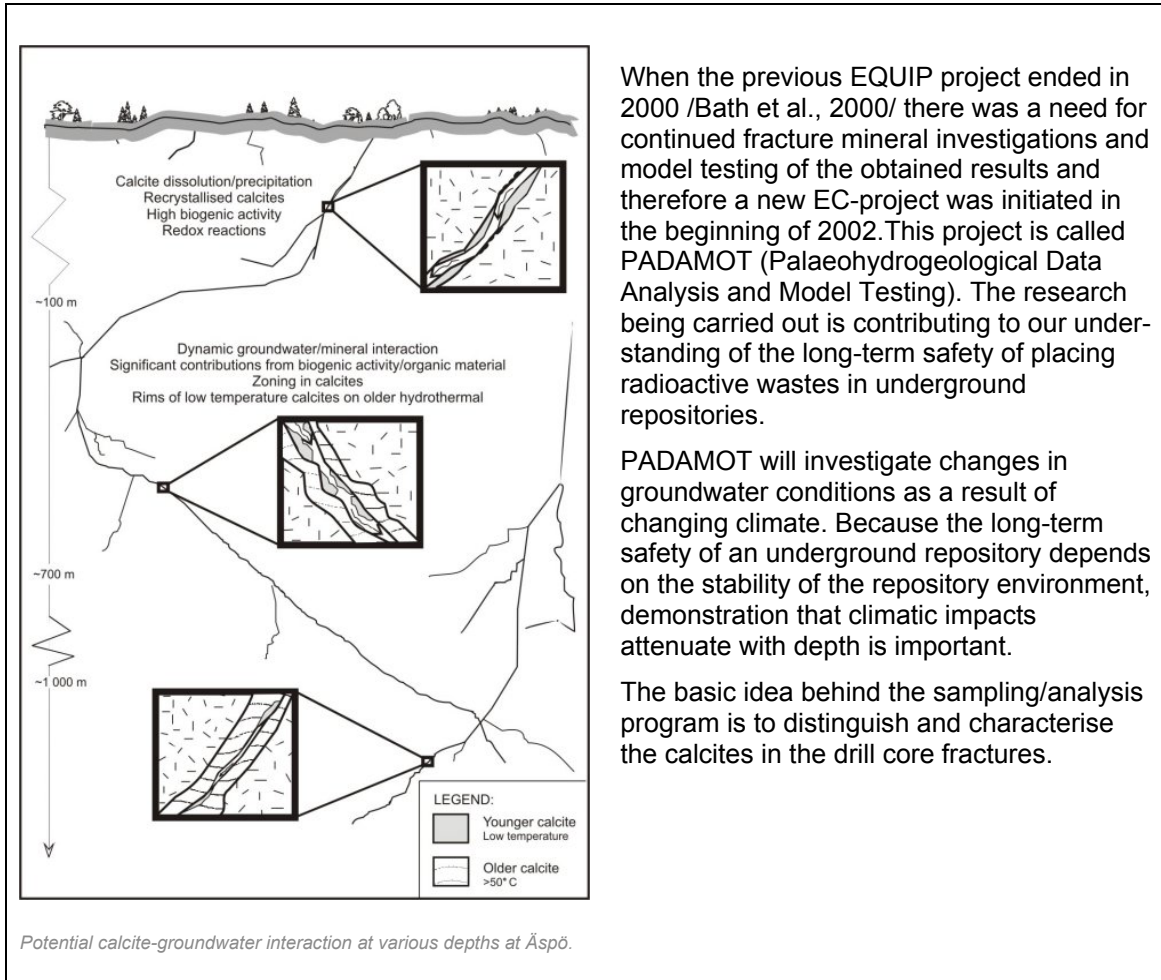 Calcite dissolution/precipitation
Recrystallised calcites
High biogenic activity
Redox reactions
~100 m
Dynamic groundwater/mineral interaction
Significant contributions from biogenic activity/organic material
Zoning in calcites
Rims of low temperature calcites on older hydrothermal
~700 m
~1 000 m
LEGEND:
Younger calcite
Low temperature
Older calcite
>50° C
Potential calcite-groundwater interaction at various depths at Äspö.
When the previous EQUIP project ended in
2000 /Bath et al., 2000/ there was a need for
continued fracture mineral investigations and
model testing of the obtained results and
therefore a new EC-project was initiated in
the beginning of 2002.This project is called
PADAMOT (Palaeohydrogeological Data
Analysis and Model Testing). The research
being carried out is contributing to our under-
standing of the long-term safety of placing
radioactive wastes in underground
repositories.
PADAMOT will investigate changes in
groundwater conditions as a result of
changing climate. Because the long-term
safety of an underground repository depends
on the stability of the repository environment,
demonstration that climatic impacts
attenuate with depth is important.
The basic idea behind the sampling/analysis
program is to distinguish and characterise
the calcites in the drill core fractures.